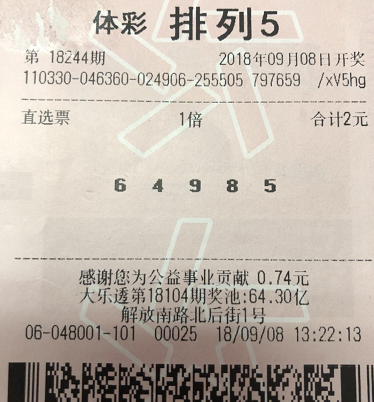 体彩 排列5
第 18244期 2018年09月08日开奖
110330-046360-024906-255505 797659 /xV5hg
直选票 1倍 合计2元
6 4 9 8 5
感谢您为公益事业贡献 0.74元
大乐透第18104期奖池:64.30亿
解放南路北后街1号
06-048001-101 00025 18/09/08 13:22:13